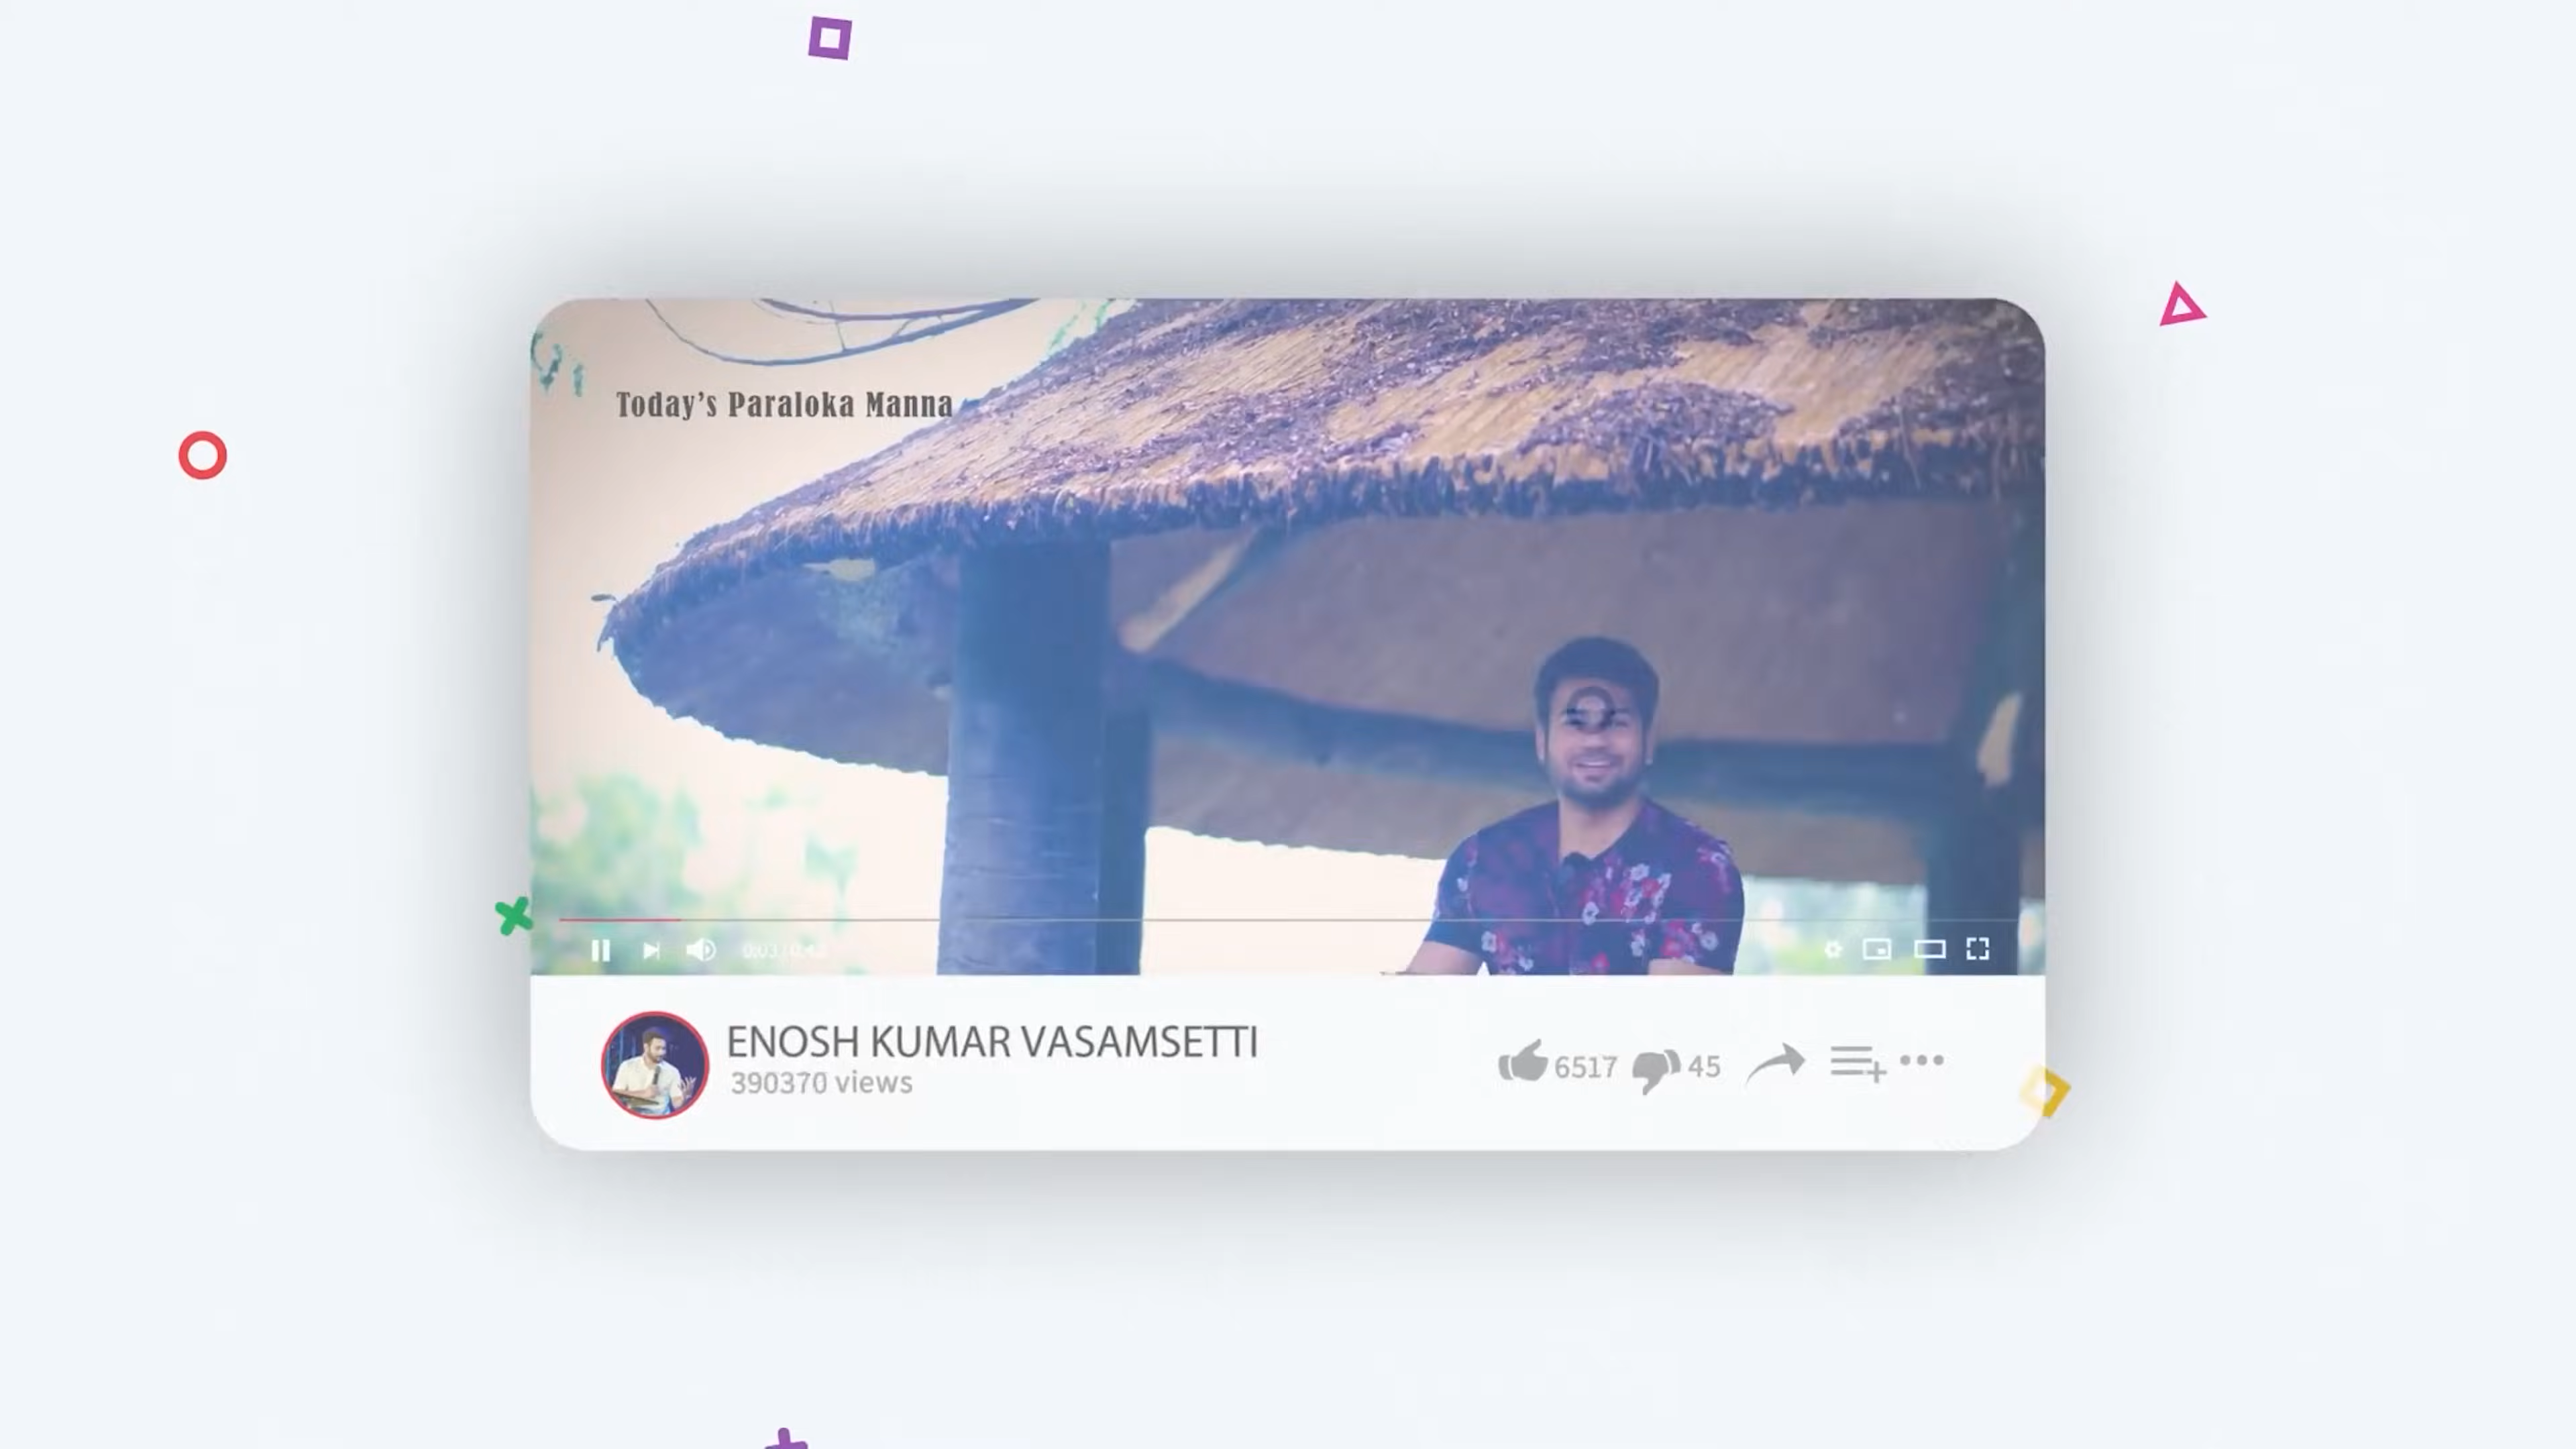 Today's Paraloka Manna
ENOSH KUMAR VASAMSETTI
390370 views
6517
45